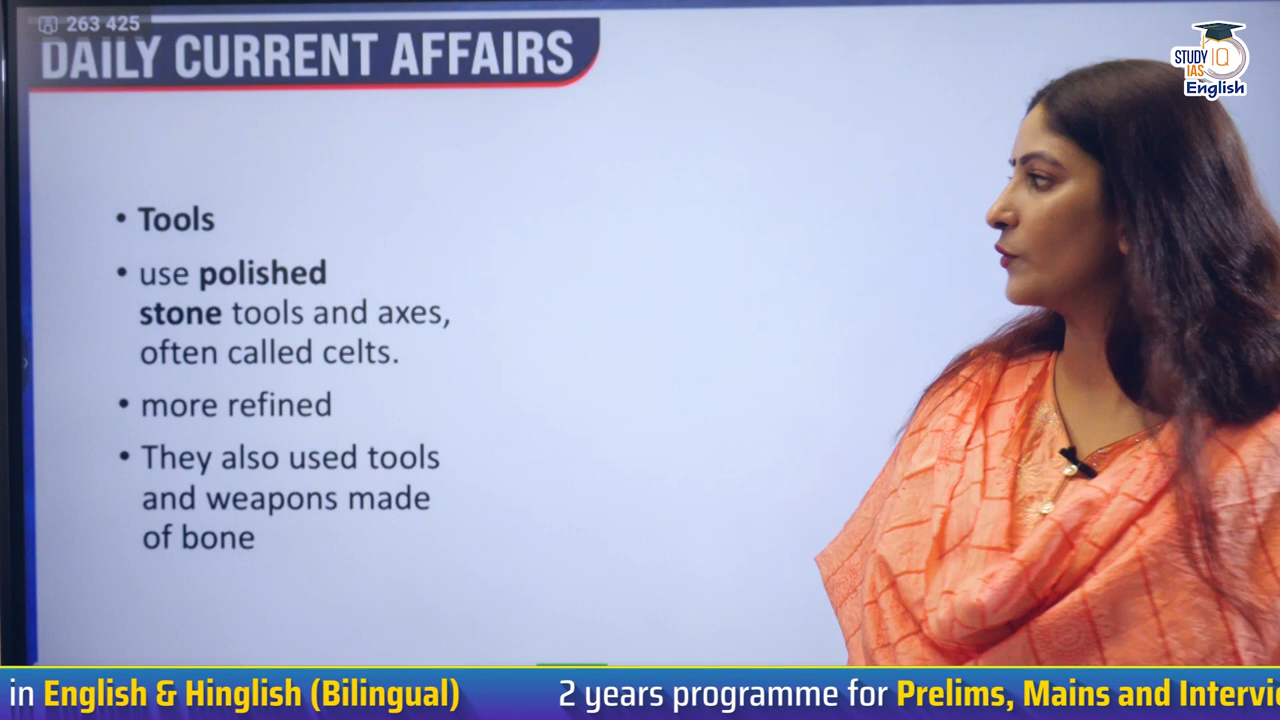 263 425
DAILY CURRENT AFFAIRS
STUDY IQ
IAS
English
• Tools
• use polished
stone tools and axes,
often called celts.
• more refined
• They also used tools
and weapons made
of bone
in English & Hinglish (Bilingual) 2 years programme for Prelims, Mains and Intervi